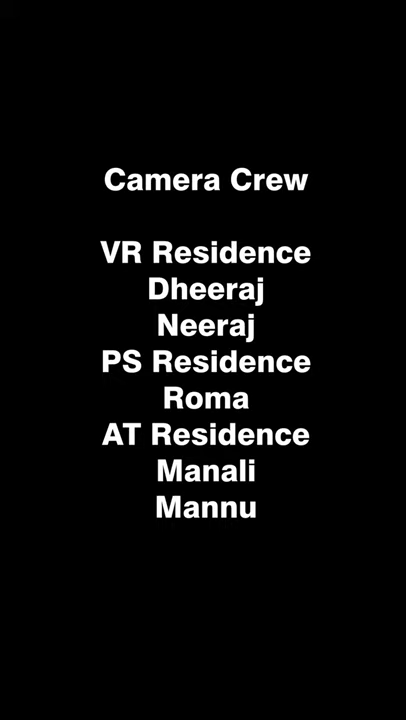 Camera Crew
VR Residence
Dheeraj
Neeraj
PS Residence
Roma
AT Residence
Manali
Mannu